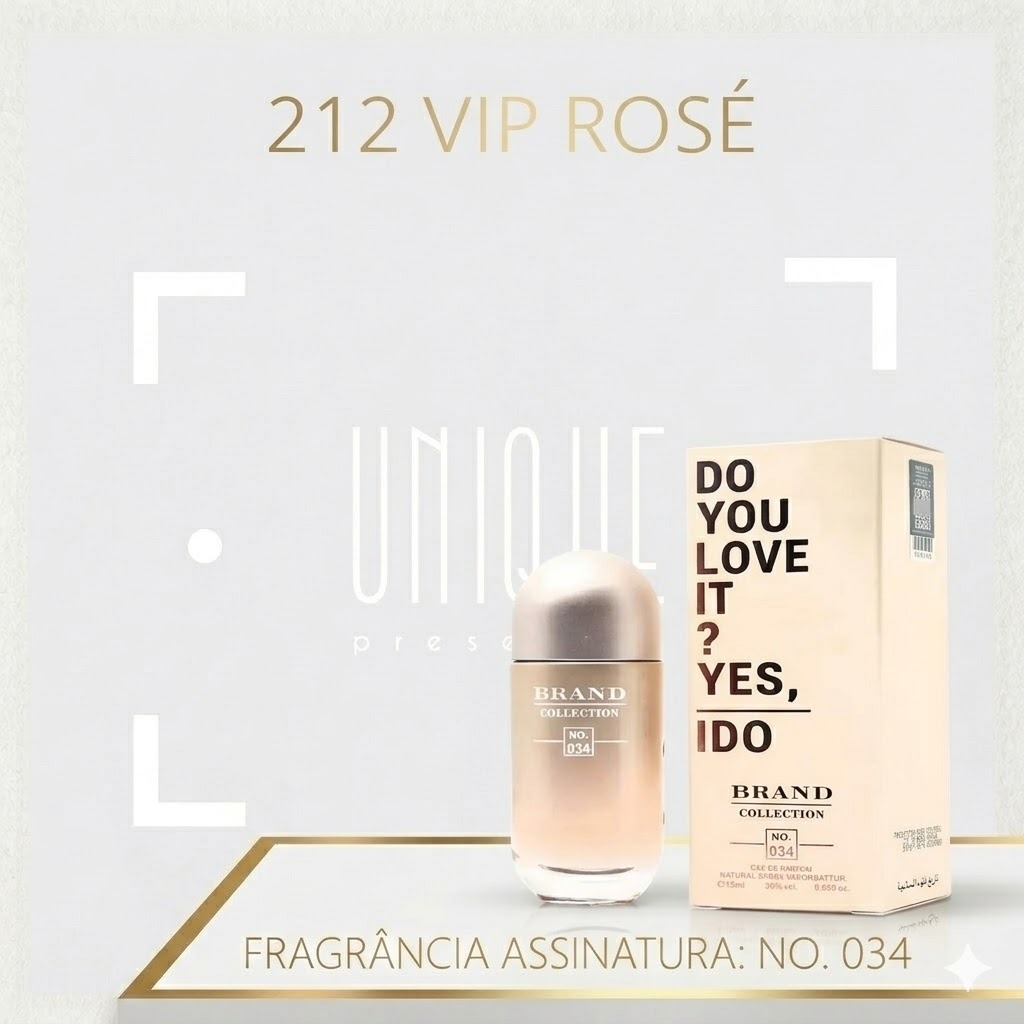 212 VIP ROSÉ
UNIQUE
prese
DO
YOU
LOVE
IT
?
YES,
IDO
BRAND
COLLECTION
NO.
034
BRAND
COLLECTION
NO.
034
FRAGRÂNCIA ASSINATURA: NO. 034